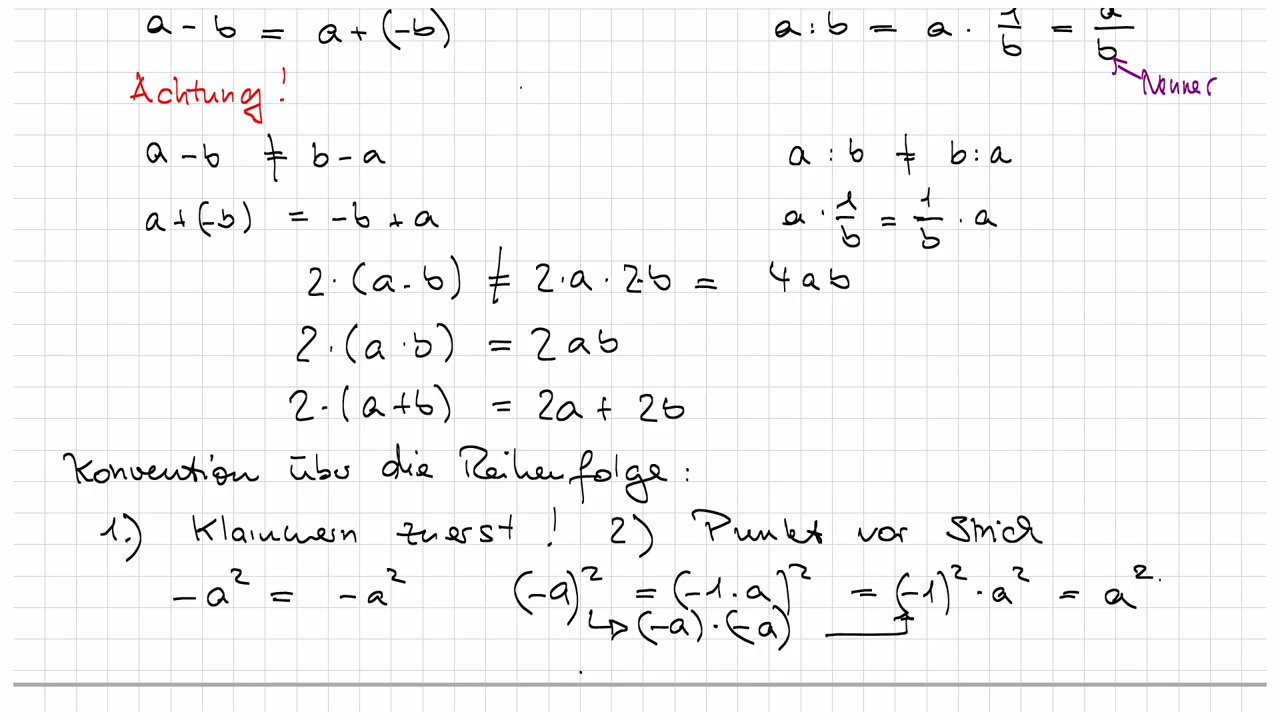 a - b = a + (-b) a : b = a · 1/b = a/b
Achtung! Nenner
a - b ≠ b - a a : b ≠ b : a
a + (-b) = -b + a a · 1/b = 1/b · a
2 · (a · b) ≠ 2 · a · 2 · b = 4ab
2 · (a · b) = 2ab
2 · (a + b) = 2a + 2b
Konvention über die Reihenfolge:
1.) Klammern zuerst! 2) Punkt vor Strich
-a² = -a² (-a)² = (-1 · a)² = (-1)² · a² = a².
↳ (-a) · (-a)